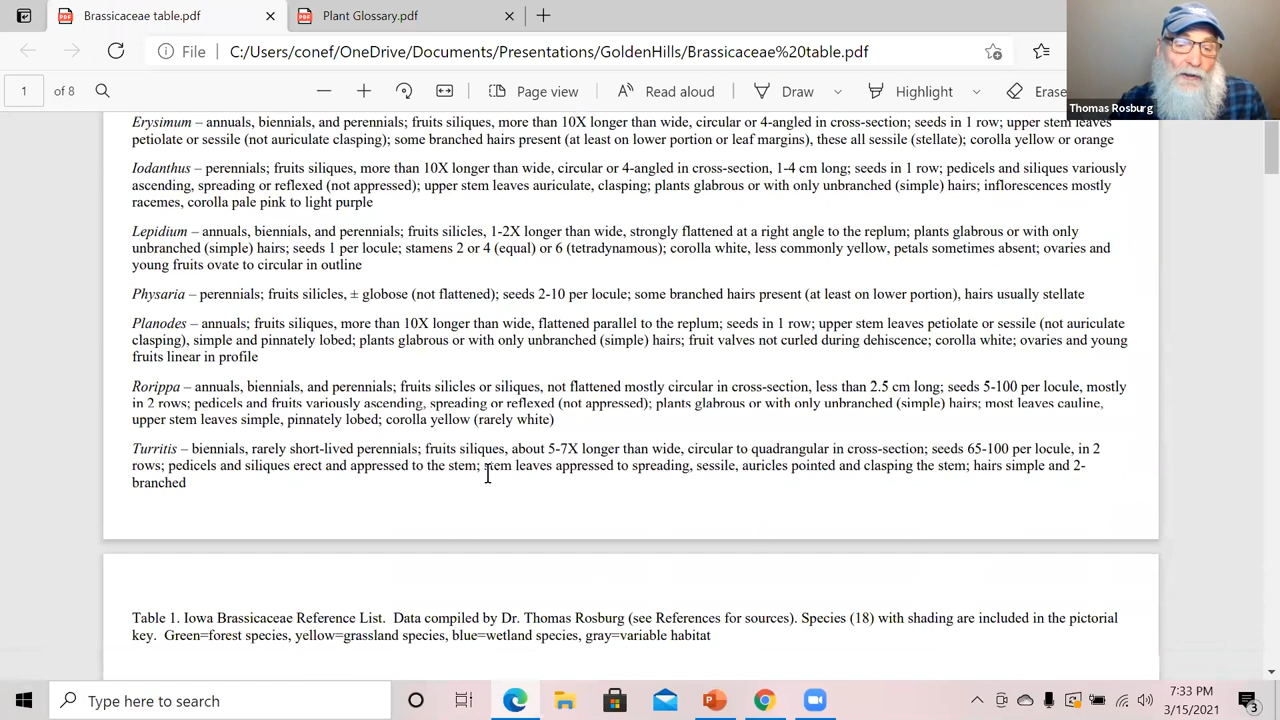 Brassicaceae table.pdf
Plant Glossary.pdf
File
C:/Users/conef/OneDrive/Documents/Presentations/GoldenHills/Brassicaceae%20table.pdf
1 of 8
Page view
Read aloud
Draw
Highlight
Erase
Thomas Rosburg
Erysimum – annuals, biennials, and perennials; fruits siliques, more than 10X longer than wide, circular or 4-angled in cross-section; seeds in 1 row; upper stem leaves
petiolate or sessile (not auriculate clasping); some branched hairs present (at least on lower portion or leaf margins), these all sessile (stellate); corolla yellow or orange
Iodanthus – perennials; fruits siliques, more than 10X longer than wide, circular or 4-angled in cross-section, 1-4 cm long; seeds in 1 row; pedicels and siliques variously
ascending, spreading or reflexed (not appressed); upper stem leaves auriculate, clasping; plants glabrous or with only unbranched (simple) hairs; inflorescences mostly
racemes, corolla pale pink to light purple
Lepidium – annuals, biennials, and perennials; fruits silicles, 1-2X longer than wide, strongly flattened at a right angle to the replum; plants glabrous or with only
unbranched (simple) hairs; seeds 1 per locule; stamens 2 or 4 (equal) or 6 (tetradynamous); corolla white, less commonly yellow, petals sometimes absent; ovaries and
young fruits ovate to circular in outline
Physaria – perennials; fruits silicles, ± globose (not flattened); seeds 2-10 per locule; some branched hairs present (at least on lower portion), hairs usually stellate
Planodes – annuals; fruits siliques, more than 10X longer than wide, flattened parallel to the replum; seeds in 1 row; upper stem leaves petiolate or sessile (not auriculate
clasping), simple and pinnately lobed; plants glabrous or with only unbranched (simple) hairs; fruit valves not curled during dehiscence; corolla white; ovaries and young
fruits linear in profile
Rorippa – annuals, biennials, and perennials; fruits silicles or siliques, not flattened mostly circular in cross-section, less than 2.5 cm long; seeds 5-100 per locule, mostly
in 2 rows; pedicels and fruits variously ascending, spreading or reflexed (not appressed); plants glabrous or with only unbranched (simple) hairs; most leaves cauline,
upper stem leaves simple, pinnately lobed; corolla yellow (rarely white)
Turritis – biennials, rarely short-lived perennials; fruits siliques, about 5-7X longer than wide, circular to quadrangular in cross-section; seeds 65-100 per locule, in 2
rows; pedicels and siliques erect and appressed to the stem; stem leaves appressed to spreading, sessile, auricles pointed and clasping the stem; hairs simple and 2-
branched
Table 1. Iowa Brassicaceae Reference List. Data compiled by Dr. Thomas Rosburg (see References for sources). Species (18) with shading are included in the pictorial
key. Green=forest species, yellow=grassland species, blue=wetland species, gray=variable habitat
Type here to search
7:33 PM
3/15/2021
3